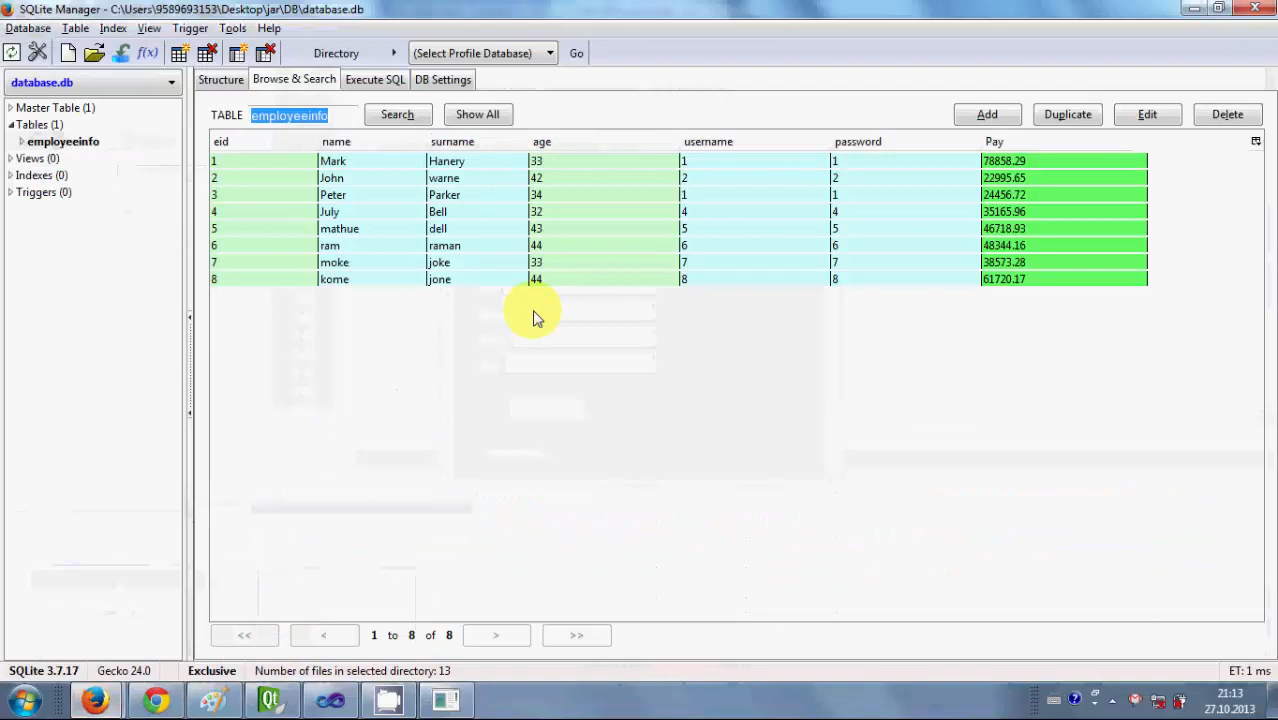 SQLite Manager - C:\Users\9589693153\Desktop\jar\DB\database.db
Database Table Index View Trigger Tools Help
f(x) Directory (Select Profile Database) Go
database.db
Structure Browse & Search Execute SQL DB Settings
Master Table (1)
Tables (1)
employeeinfo
Views (0)
Indexes (0)
Triggers (0)
TABLE employeeinfo Search Show All Add Duplicate Edit Delete
eid name surname age username password Pay
1 Mark Hanery 33 1 1 78858.29
2 John warne 42 2 2 22995.65
3 Peter Parker 34 1 1 24456.72
4 July Bell 32 4 4 35165.96
5 mathue dell 43 5 5 46718.93
6 ram raman 44 6 6 48344.16
7 moke joke 33 7 7 38573.28
8 kome jone 44 8 8 61720.17
<< < 1 to 8 of 8 > >>
SQLite 3.7.17 Gecko 24.0 Exclusive Number of files in selected directory: 13 ET: 1 ms
Qt
21:13
27.10.2013